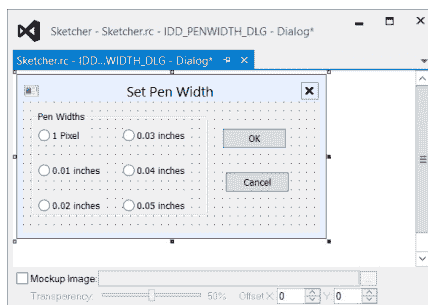 Sketcher - Sketcher.rc - IDD_PENWIDTH_DLG - Dialog*
Sketcher.rc - IDD...WIDTH_DLG - Dialog*
Set Pen Width
Pen Widths
1 Pixel 0.03 inches OK
0.01 inches 0.04 inches Cancel
0.02 inches 0.05 inches
Mockup Image: ...
Transparency: 50% Offset X: 0 Y: 0